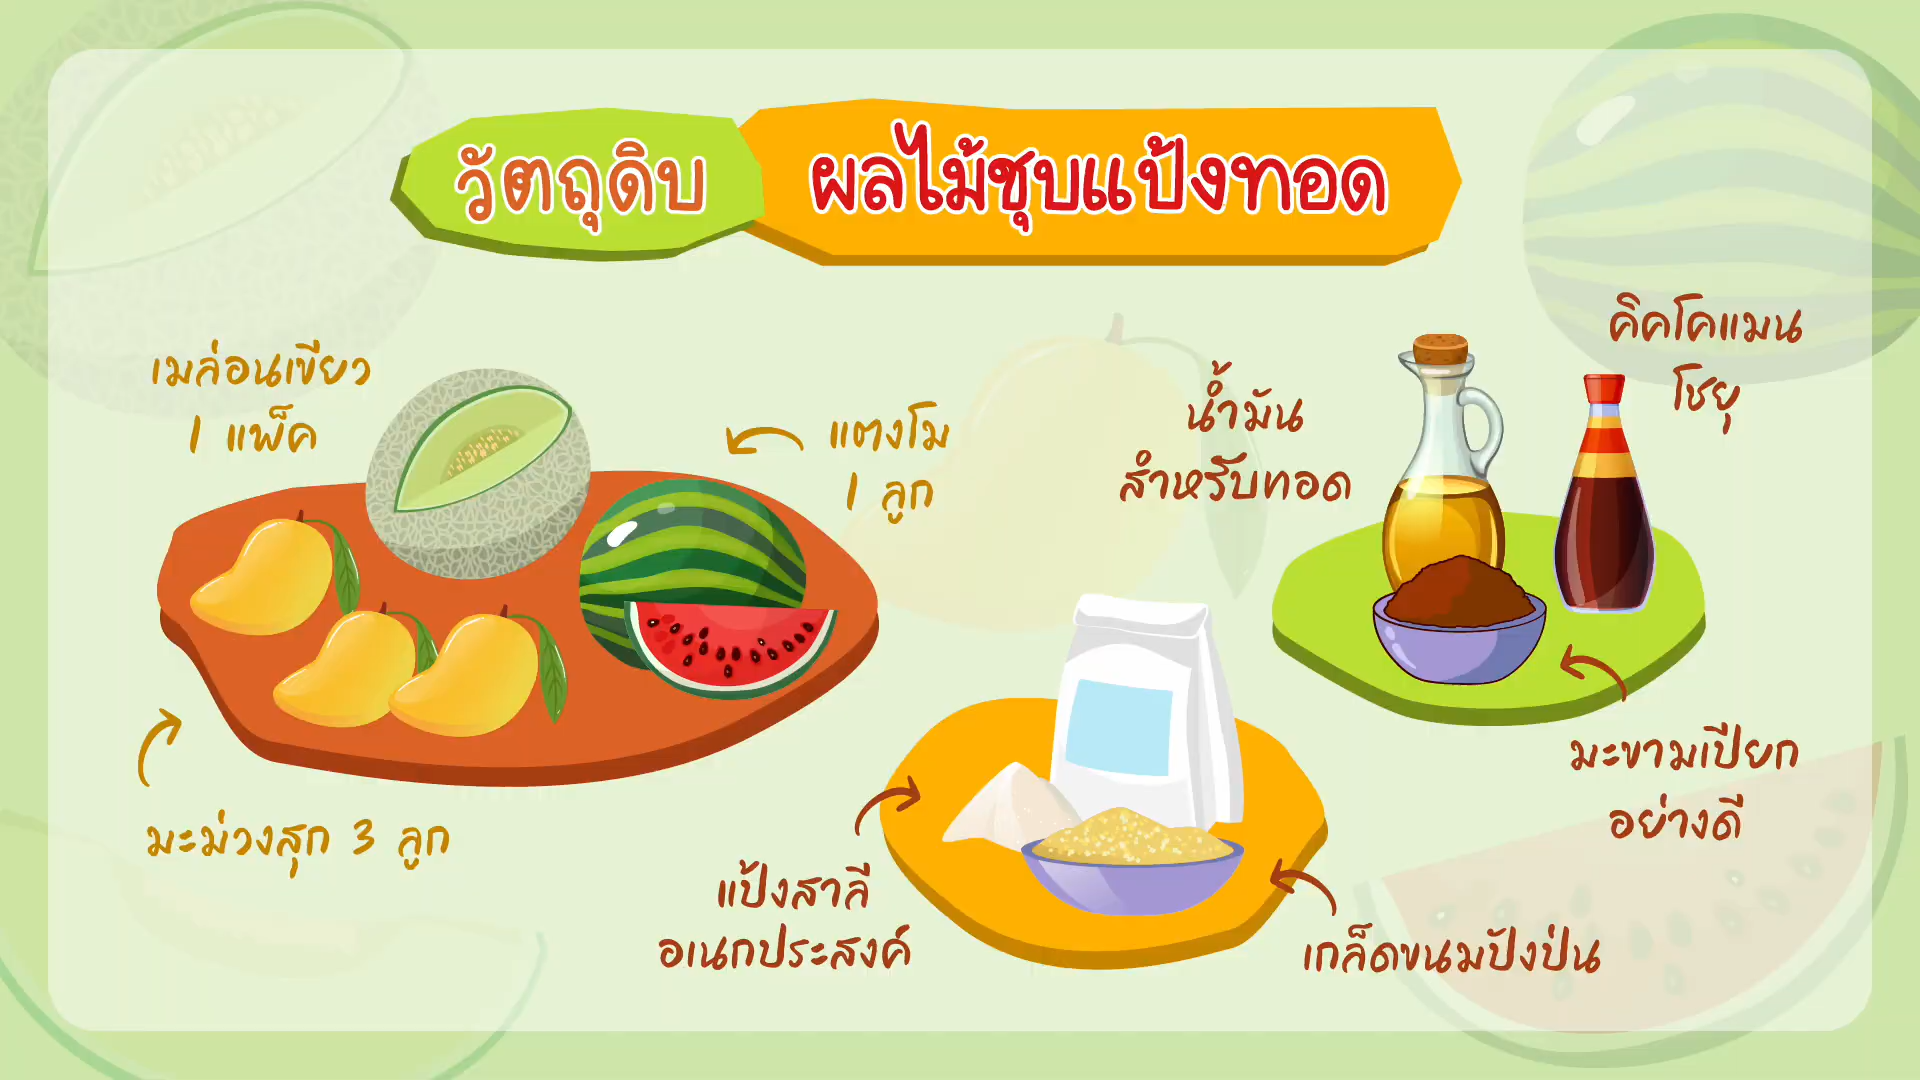 วัตถุดิบ ผลไม้ชุบแป้งทอด
เมล่อนเขียว
1 แพ็ค
แตงโม
1 ลูก
มะม่วงสุก 3 ลูก
น้ำมัน
สำหรับทอด
คิคโคแมน
โชยุ
มะขามเปียก
อย่างดี
แป้งสาลี
อเนกประสงค์
เกล็ดขนมปังป่น